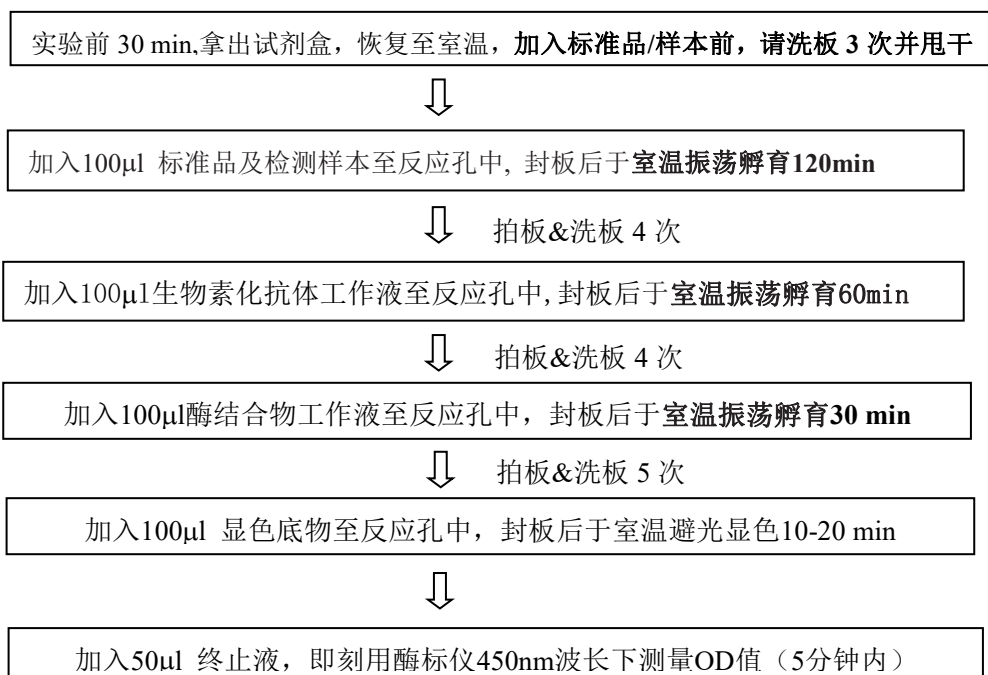 实验前 30 min,拿出试剂盒，恢复至室温，加入标准品/样本前，请洗板 3 次并甩干
加入100μl 标准品及检测样本至反应孔中, 封板后于室温振荡孵育120min
拍板&洗板 4 次
加入100μl生物素化抗体工作液至反应孔中,封板后于室温振荡孵育60min
拍板&洗板 4 次
加入100μl酶结合物工作液至反应孔中，封板后于室温振荡孵育30 min
拍板&洗板 5 次
加入100μl 显色底物至反应孔中，封板后于室温避光显色10-20 min
加入50μl 终止液，即刻用酶标仪450nm波长下测量OD值（5分钟内）